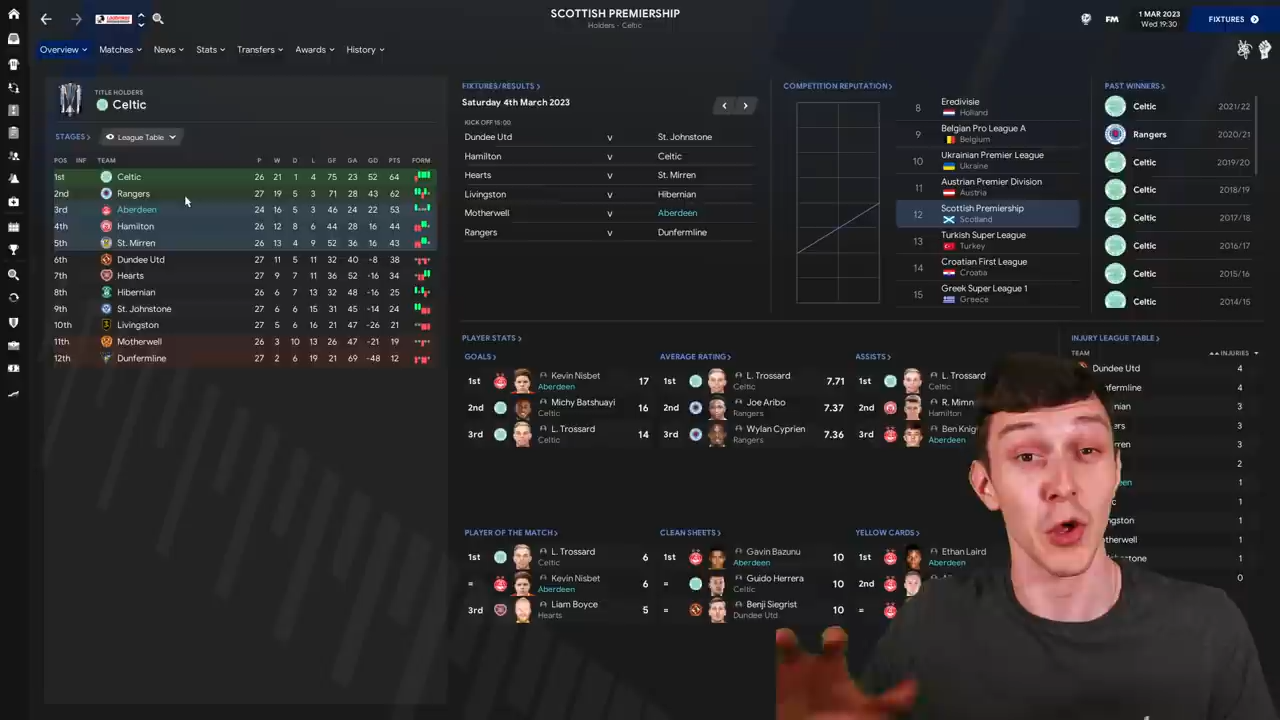 SCOTTISH PREMIERSHIP
Holders - Celtic
FM
1 MAR 2023
Wed 19:30
FIXTURES
Overview Matches News Stats Transfers Awards History
TITLE HOLDERS
Celtic
STAGES> League Table
POS INF TEAM P W D L GF GA GD PTS FORM
1st Celtic 26 21 1 4 75 23 52 64
2nd Rangers 27 19 5 3 71 28 43 62
3rd Aberdeen 24 16 5 3 46 24 22 53
4th Hamilton 26 12 8 6 44 28 16 44
5th St. Mirren 26 13 4 9 52 36 16 43
6th Dundee Utd 27 11 5 11 32 40 -8 38
7th Hearts 27 9 7 11 36 52 -16 34
8th Hibernian 26 6 7 13 32 48 -16 25
9th St. Johnstone 27 6 6 15 31 45 -14 24
10th Livingston 27 5 6 16 21 47 -26 21
11th Motherwell 26 3 10 13 26 47 -21 19
12th Dunfermline 27 2 6 19 21 69 -48 12
FIXTURES/RESULTS>
Saturday 4th March 2023
KICK OFF 15:00
Dundee Utd v St. Johnstone
Hamilton v Celtic
Hearts v St. Mirren
Livingston v Hibernian
Motherwell v Aberdeen
Rangers v Dunfermline
COMPETITION REPUTATION>
8 Eredivisie
Holland
9 Belgian Pro League A
Belgium
10 Ukrainian Premier League
Ukraine
11 Austrian Premier Division
Austria
12 Scottish Premiership
Scotland
13 Turkish Super League
Turkey
14 Croatian First League
Croatia
15 Greek Super League 1
Greece
PAST WINNERS>
Celtic 2021/22
Rangers 2020/21
Celtic 2019/20
Celtic 2018/19
Celtic 2017/18
Celtic 2016/17
Celtic 2015/16
Celtic 2014/15
PLAYER STATS>
GOALS>
1st Kevin Nisbet 17
Aberdeen
2nd Michy Batshuayi 16
Celtic
3rd L. Trossard 14
Celtic
AVERAGE RATING>
1st L. Trossard 7.71
Celtic
2nd Joe Aribo 7.37
Rangers
3rd Wylan Cyprien 7.36
Rangers
ASSISTS>
1st L. Trossard
Celtic
2nd R. Mimn
Hamilton
3rd Ben Knig
Aberdeen
PLAYER OF THE MATCH>
1st L. Trossard 6
Celtic
= Kevin Nisbet 6
Aberdeen
3rd Liam Boyce 5
Hearts
CLEAN SHEETS>
1st Gavin Bazunu 10
Aberdeen
= Guido Herrera 10
Celtic
= Benji Siegrist 10
Dundee Utd
YELLOW CARDS>
1st Ethan Laird
Aberdeen
2nd
=
INJURY LEAGUE TABLE>
TEAM INJURIES
Dundee Utd 4
nfermline 4
nian 3
ers 3
rren 3
2
een 1
c 1
ngston 1
otherwell 1
hnstone 1
0